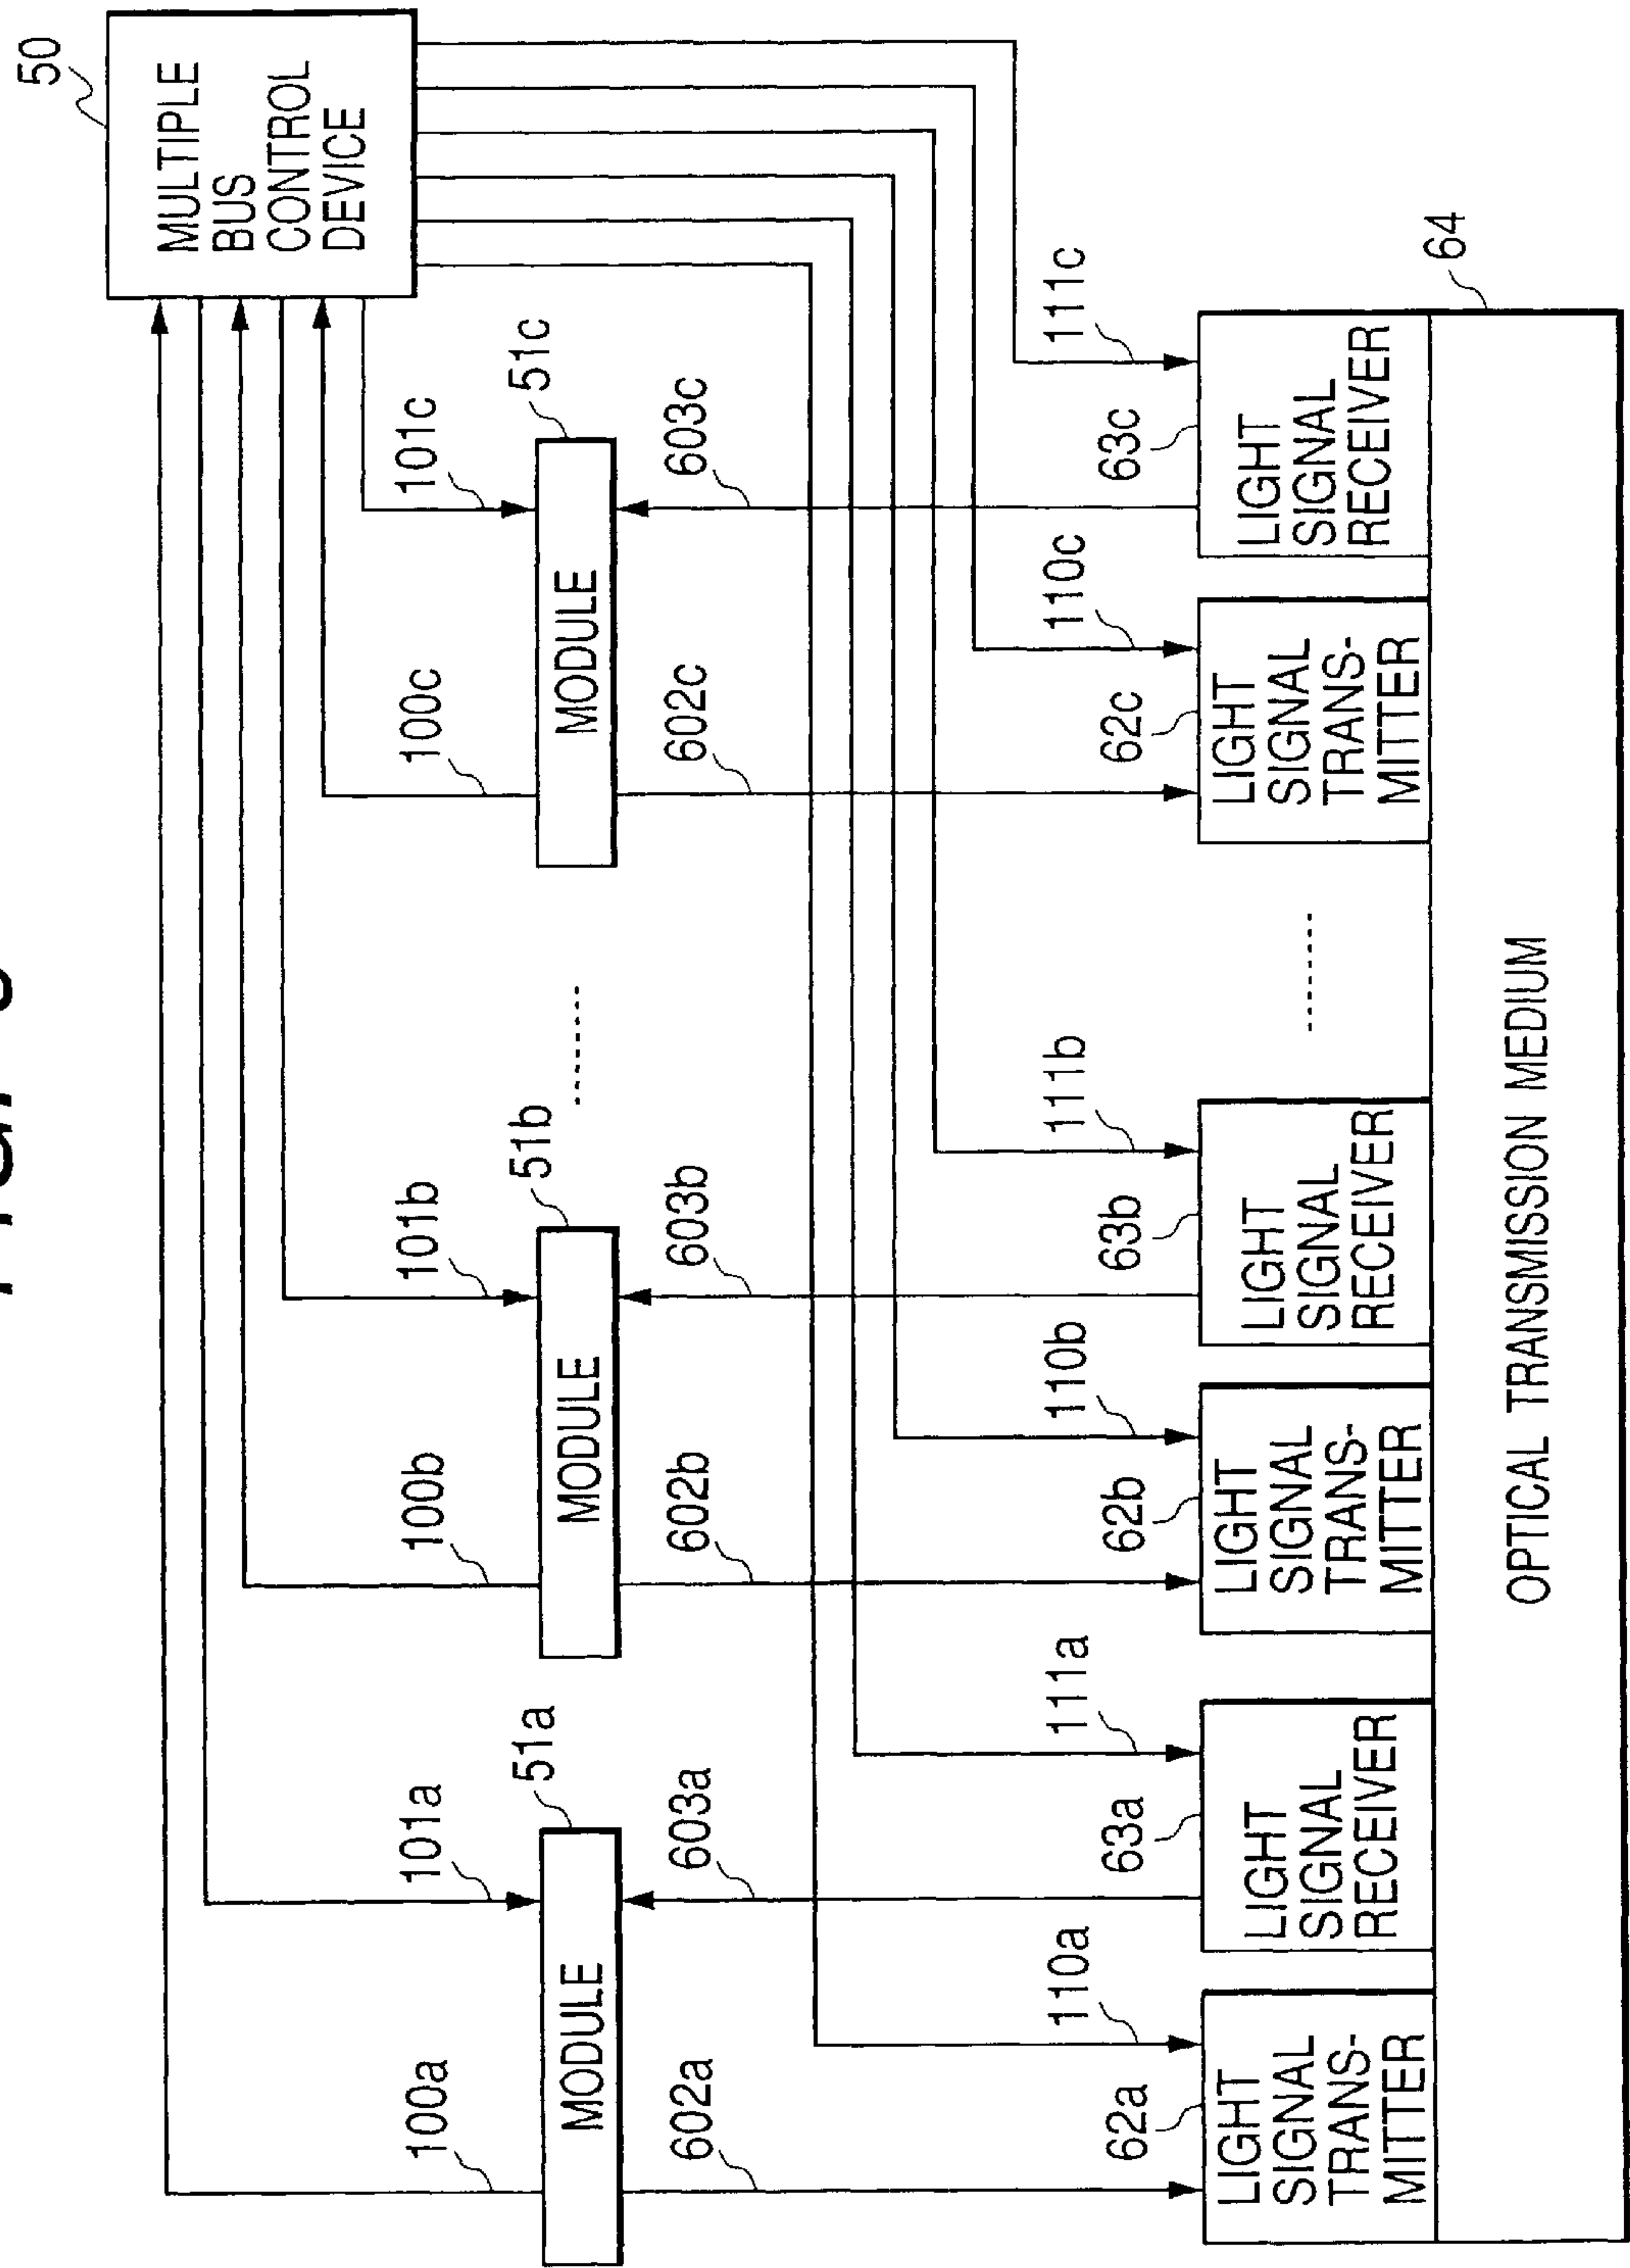 50
MULTIPLE
BUS
CONTROL
DEVICE
100a
101a
51a
MODULE
602a
603a
100b
101b
51b
MODULE
602b
603b
100c
101c
51c
MODULE
602c
603c
110a
111a
110b
111b
110c
111c
62a
LIGHT
SIGNAL
TRANS-
MITTER
63a
LIGHT
SIGNAL
RECEIVER
62b
LIGHT
SIGNAL
TRANS-
MITTER
63b
LIGHT
SIGNAL
RECEIVER
62c
LIGHT
SIGNAL
TRANS-
MITTER
63c
LIGHT
SIGNAL
RECEIVER
64
OPTICAL TRANSMISSION MEDIUM